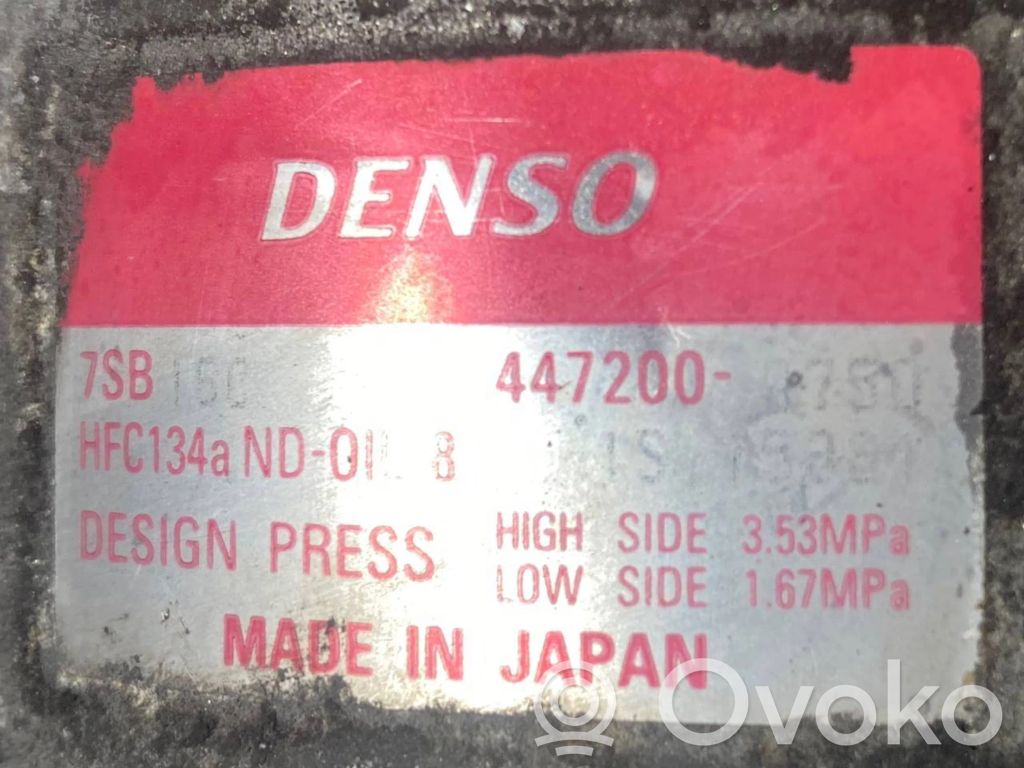 DENSO
7SB16C 447200-
HFC134a ND-OIL 8
DESIGN PRESS HIGH SIDE 3.53MPa
LOW SIDE 1.67MPa
MADE IN JAPAN
Ovoko